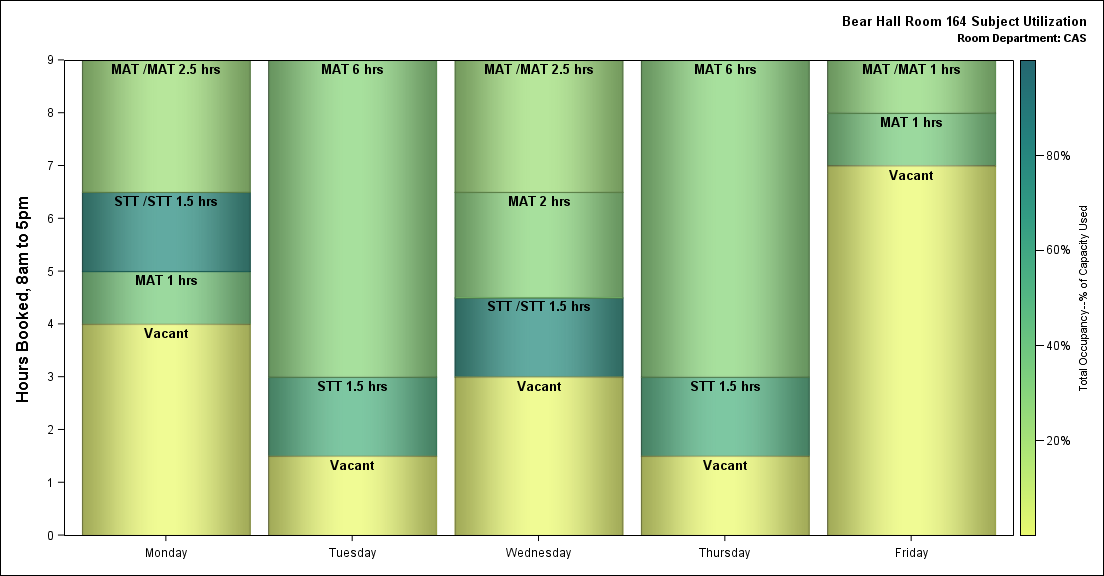 Bear Hall Room 164 Subject Utilization
Room Department: CAS
Hours Booked, 8am to 5pm
9
8
7
6
5
4
3
2
1
0
MAT /MAT 2.5 hrs
STT /STT 1.5 hrs
MAT 1 hrs
Vacant
MAT 6 hrs
STT 1.5 hrs
Vacant
MAT /MAT 2.5 hrs
MAT 2 hrs
STT /STT 1.5 hrs
Vacant
MAT 6 hrs
STT 1.5 hrs
Vacant
MAT /MAT 1 hrs
MAT 1 hrs
Vacant
Monday
Tuesday
Wednesday
Thursday
Friday
80%
60%
40%
20%
Total Occupancy--% of Capacity Used